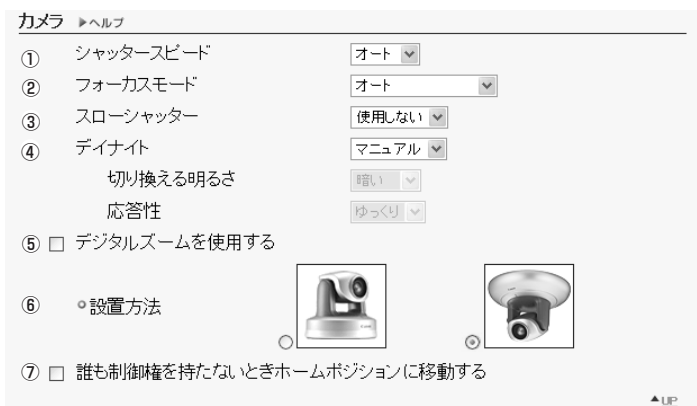 カメラ ▶ヘルプ
① シャッタースピード オート
② フォーカスモード オート
③ スローシャッター 使用しない
④ デイナイト マニュアル
切り換える明るさ 暗い
応答性 ゆっくり
⑤ デジタルズームを使用する
⑥ 設置方法
⑦ 誰も制御権を持たないときホームポジションに移動する
▲UP